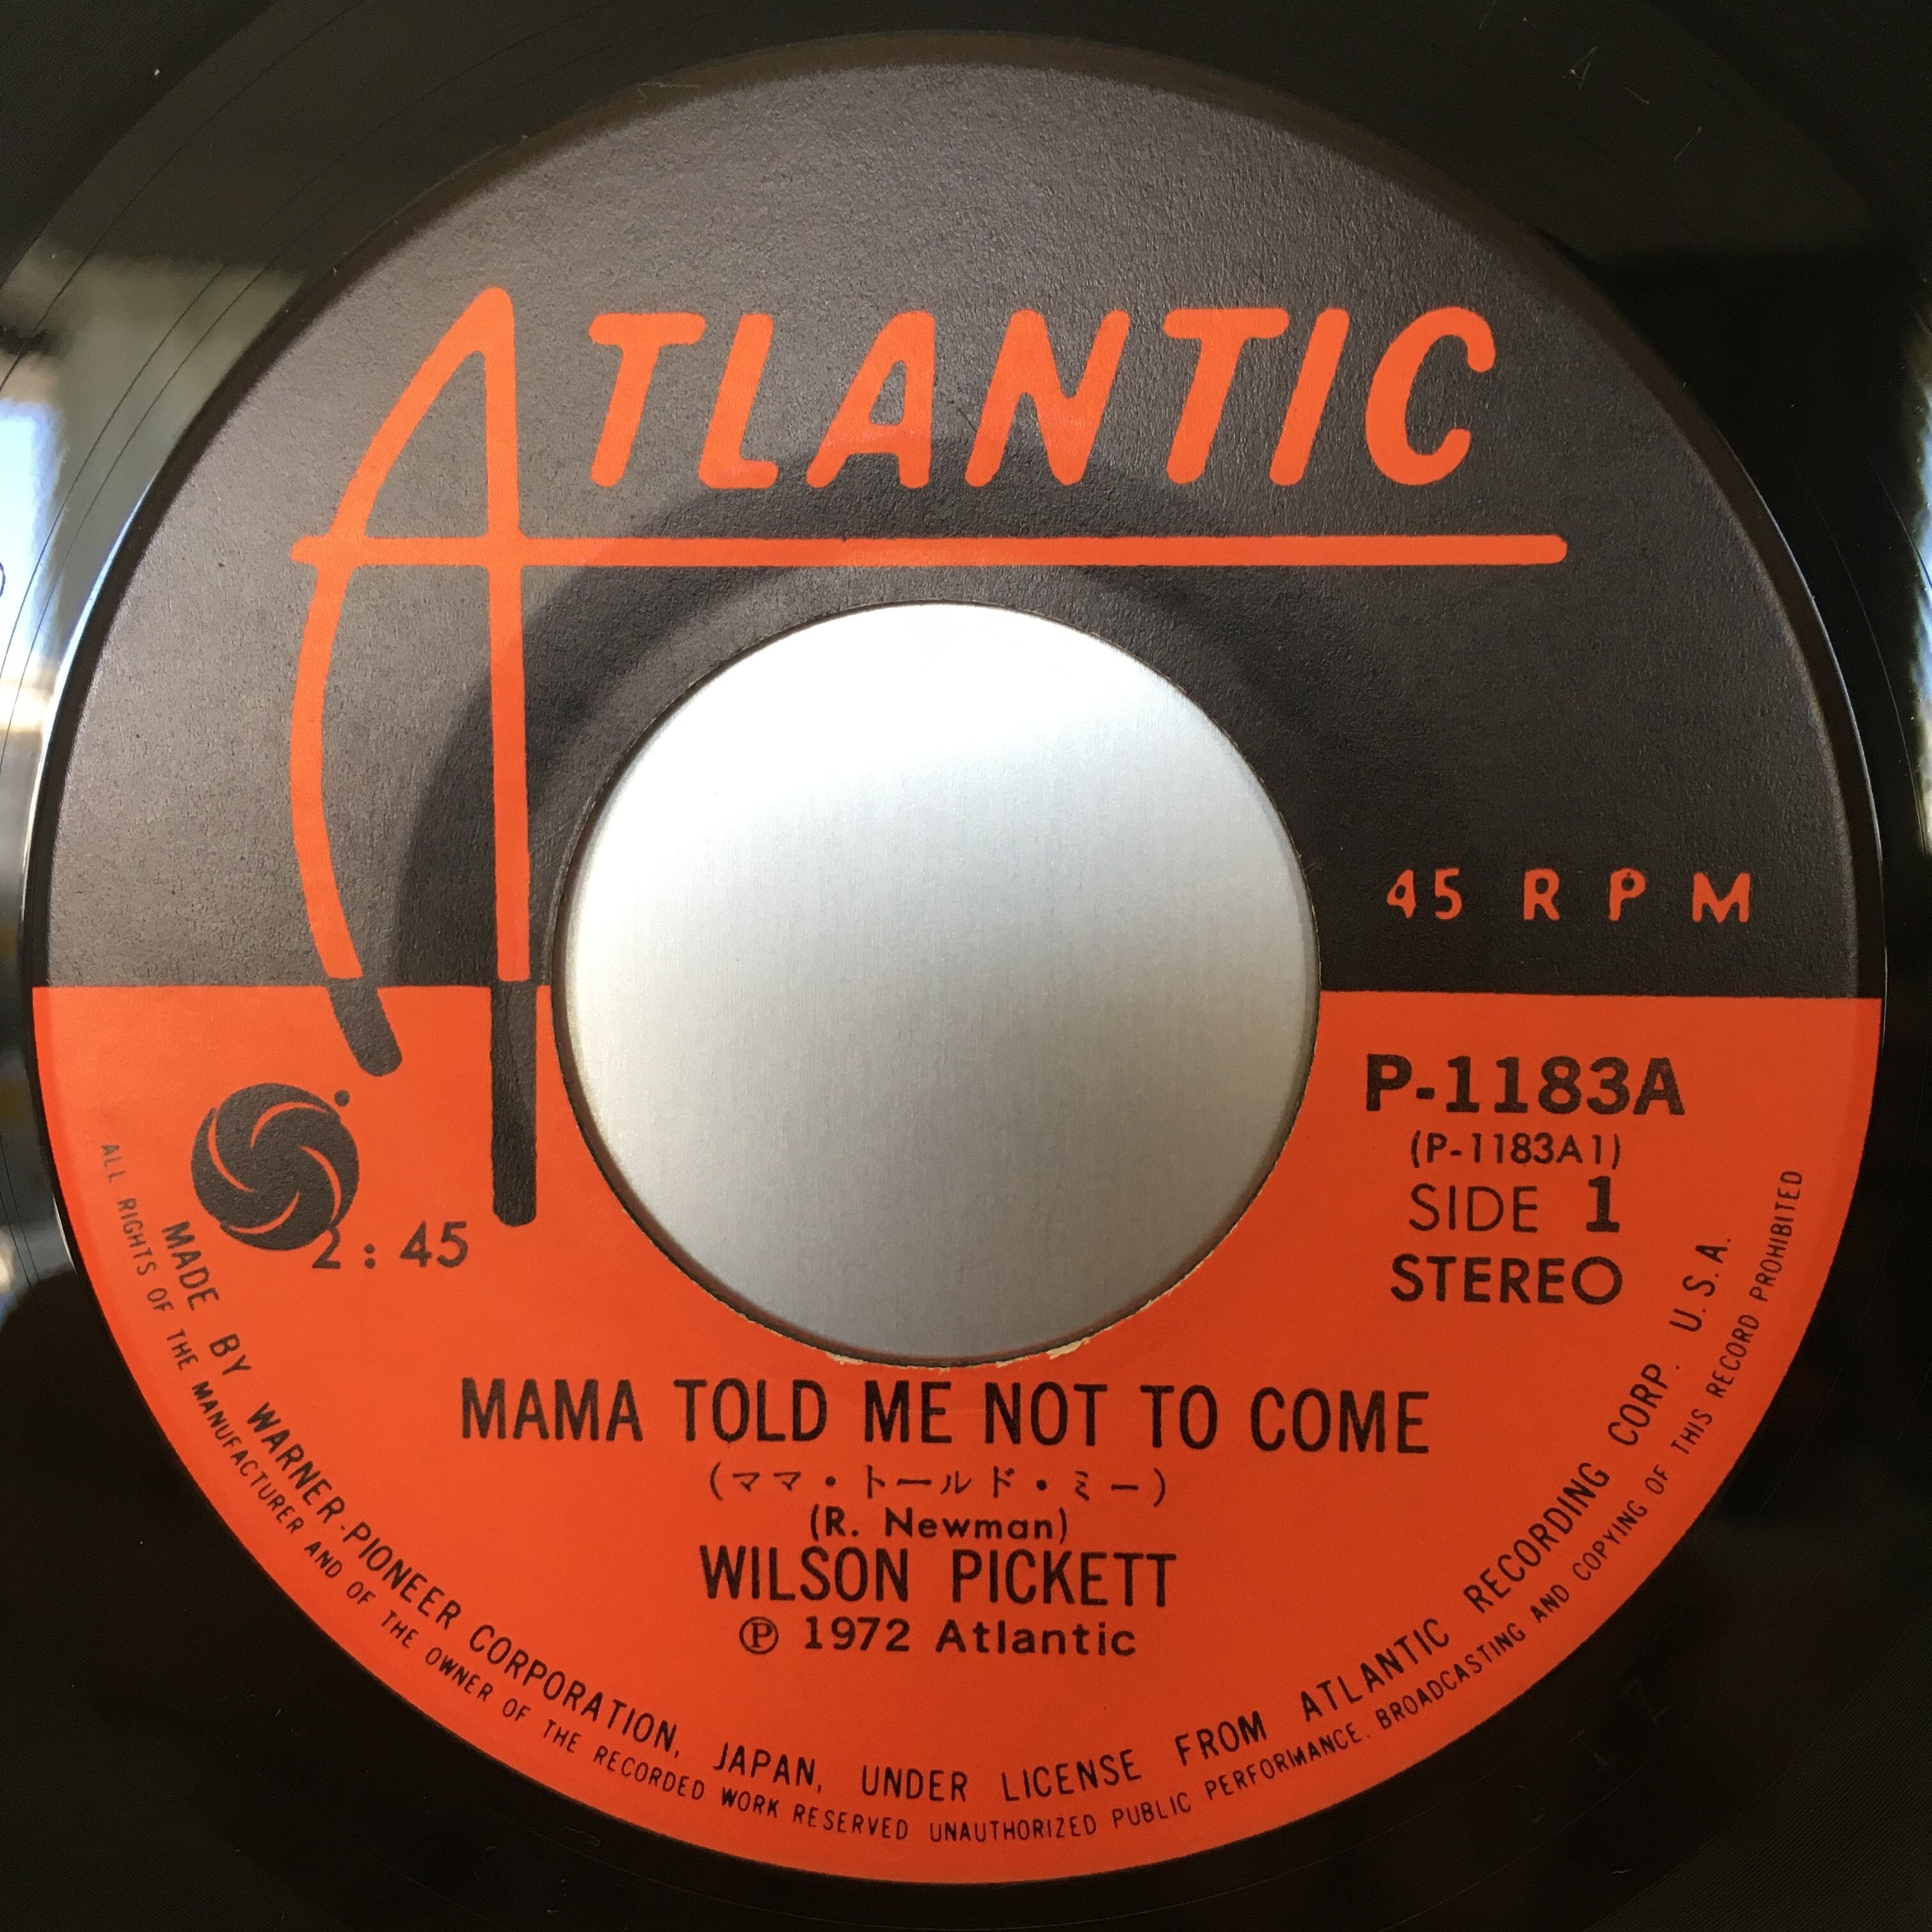 ATLANTIC
45 RPM
P-1183A
(P-1183A1)
SIDE 1
STEREO
2:45
MAMA TOLD ME NOT TO COME
(ママ・トールド・ミー)
(R. Newman)
WILSON PICKETT
Ⓟ 1972 Atlantic
MADE BY WARNER-PIONEER CORPORATION, JAPAN, UNDER LICENSE FROM ATLANTIC RECORDING CORP. U.S.A.
ALL RIGHTS OF THE MANUFACTURER AND OF THE OWNER OF THE RECORDED WORK RESERVED UNAUTHORIZED PUBLIC PERFORMANCE. BROADCASTING AND COPYING OF THIS RECORD PROHIBITED